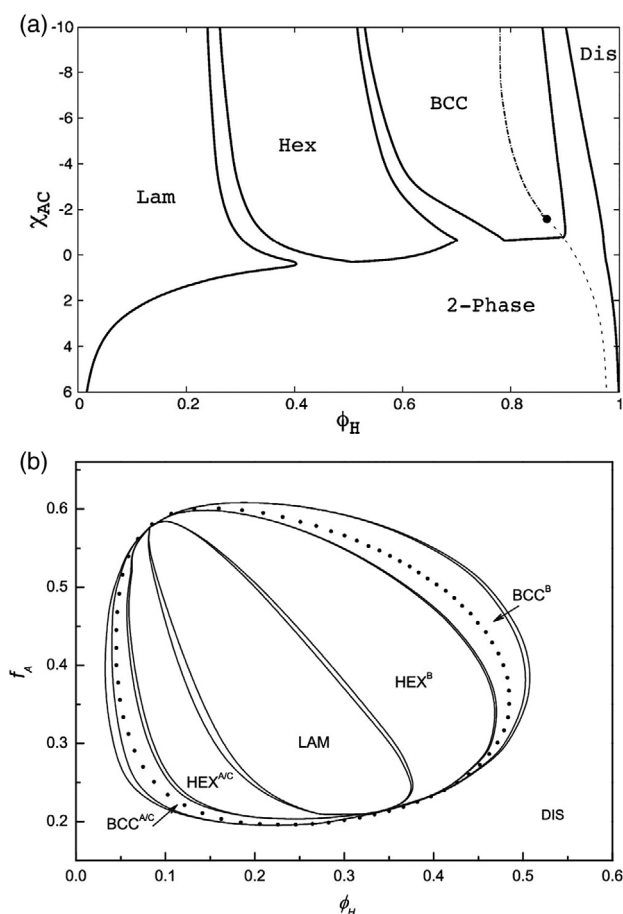 (a)
-10
-8
-6
-4
-2
0
2
4
6
χAC
Lam
Hex
BCC
Dis
2-Phase
0
0.2
0.4
0.6
0.8
1
ϕH
(b)
0.6
0.5
0.4
0.3
0.2
fA
BCCB
HEXB
LAM
HEXA/C
BCCA/C
DIS
0.0
0.1
0.2
0.3
0.4
0.5
0.6
ϕH